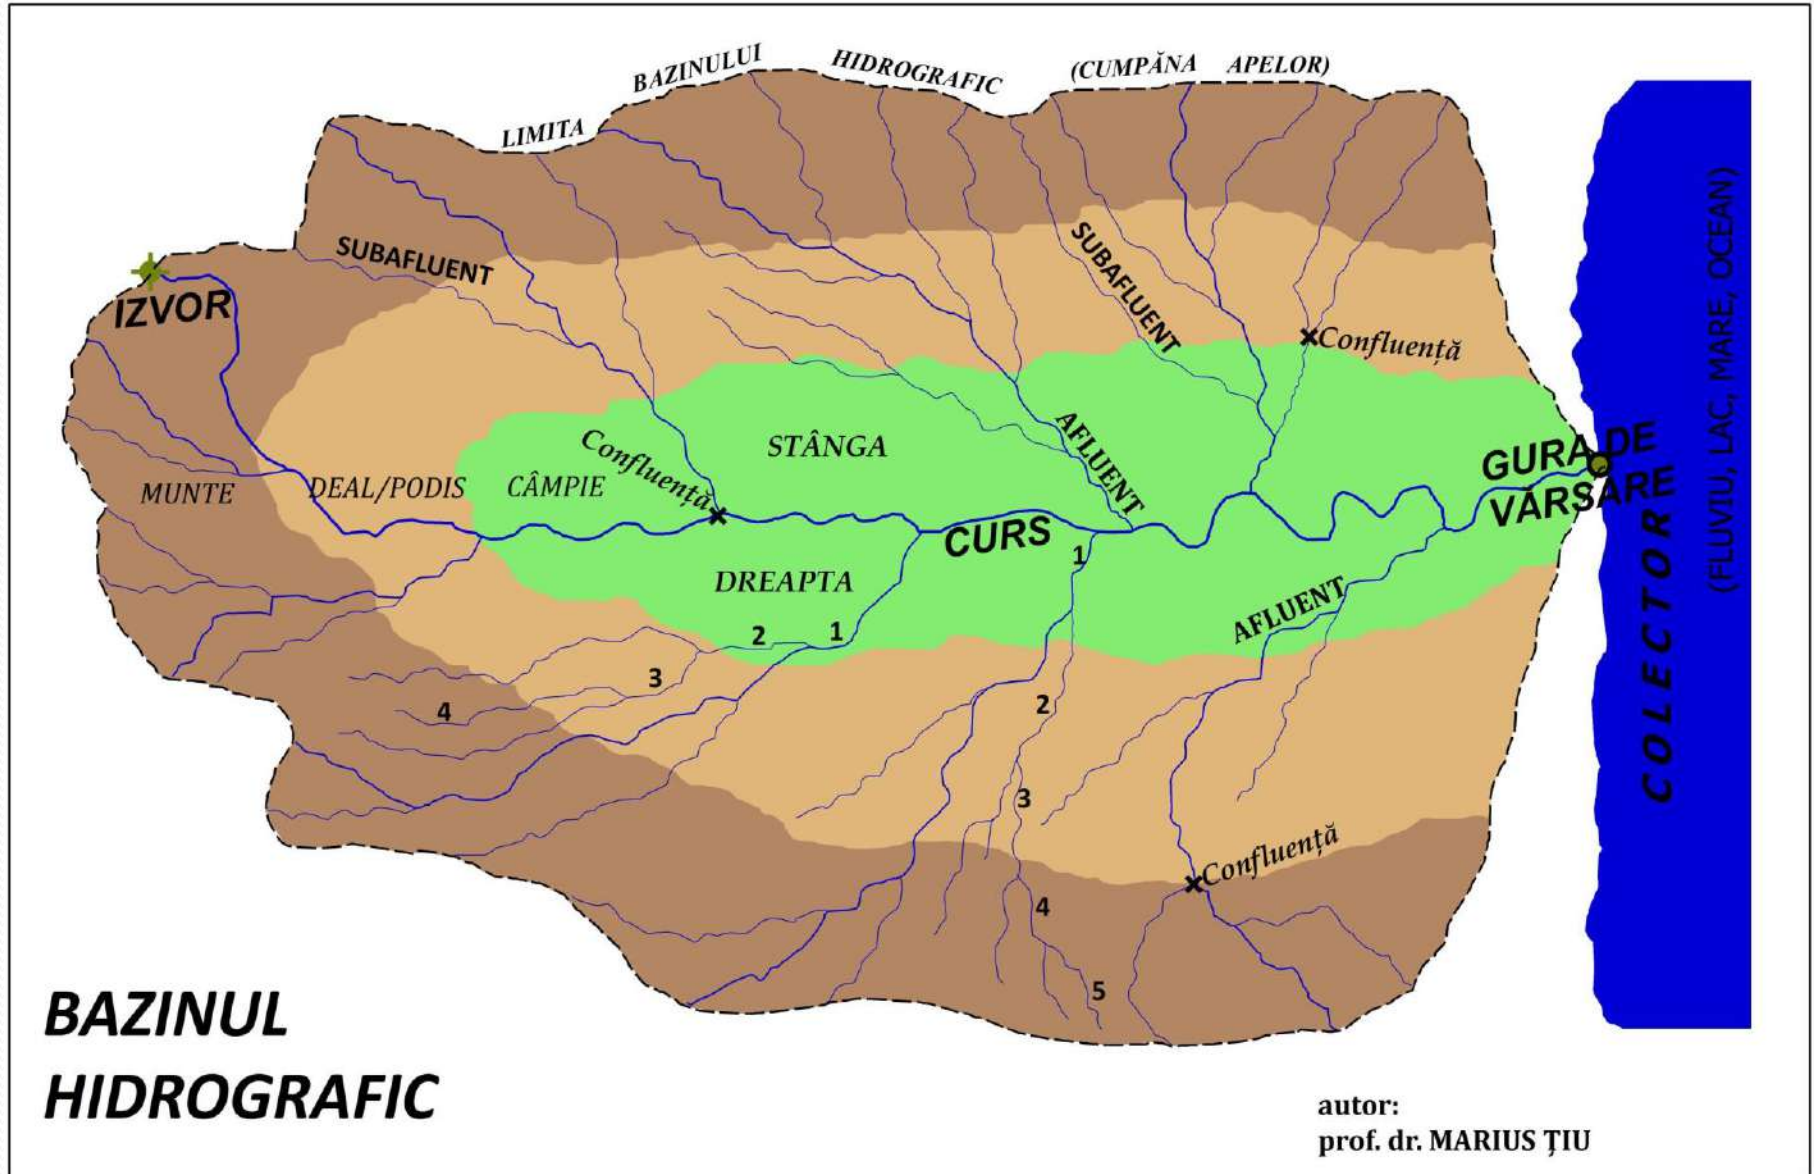 LIMITA BAZINULUI HIDROGRAFIC (CUMPĂNA APELOR)
SUBAFLUENT
IZVOR
SUBAFLUENT
Confluență
(FLUVIU, LAC, MARE, OCEAN)
STÂNGA
AFLUENT
Confluență
GURA DE
VĂRSARE
MUNTE
DEAL/PODIS
CÂMPIE
CURS
1
COLECTOR
DREAPTA
AFLUENT
2
1
3
2
4
3
Confluență
4
5
BAZINUL
HIDROGRAFIC
autor:
prof. dr. MARIUS ȚIU